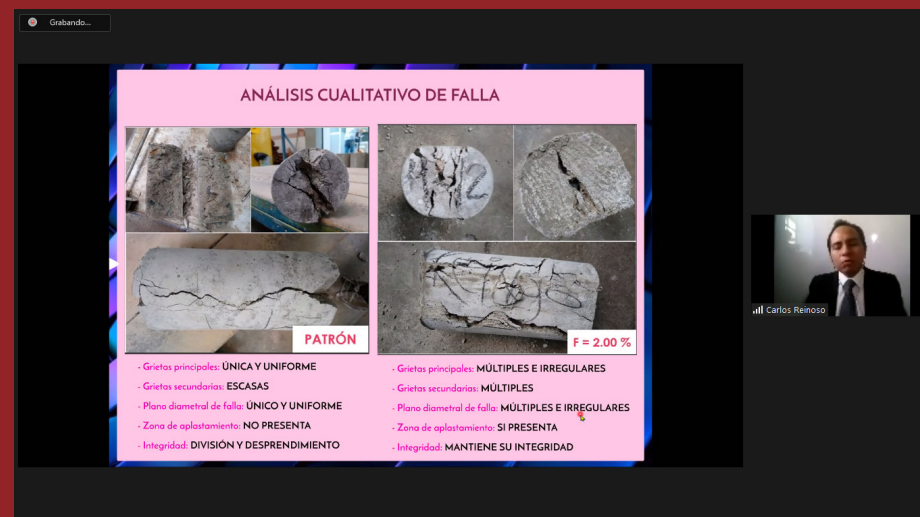 Grabando...
ANÁLISIS CUALITATIVO DE FALLA
PATRÓN
- Grietas principales: ÚNICA Y UNIFORME
- Grietas secundarias: ESCASAS
- Plano diametral de falla: ÚNICO Y UNIFORME
- Zona de aplastamiento: NO PRESENTA
- Integridad: DIVISIÓN Y DESPRENDIMIENTO
F = 2.00 %
- Grietas principales: MÚLTIPLES E IRREGULARES
- Grietas secundarias: MÚLTIPLES
- Plano diametral de falla: MÚLTIPLES E IRREGULARES
- Zona de aplastamiento: SI PRESENTA
- Integridad: MANTIENE SU INTEGRIDAD
Carlos Reinoso